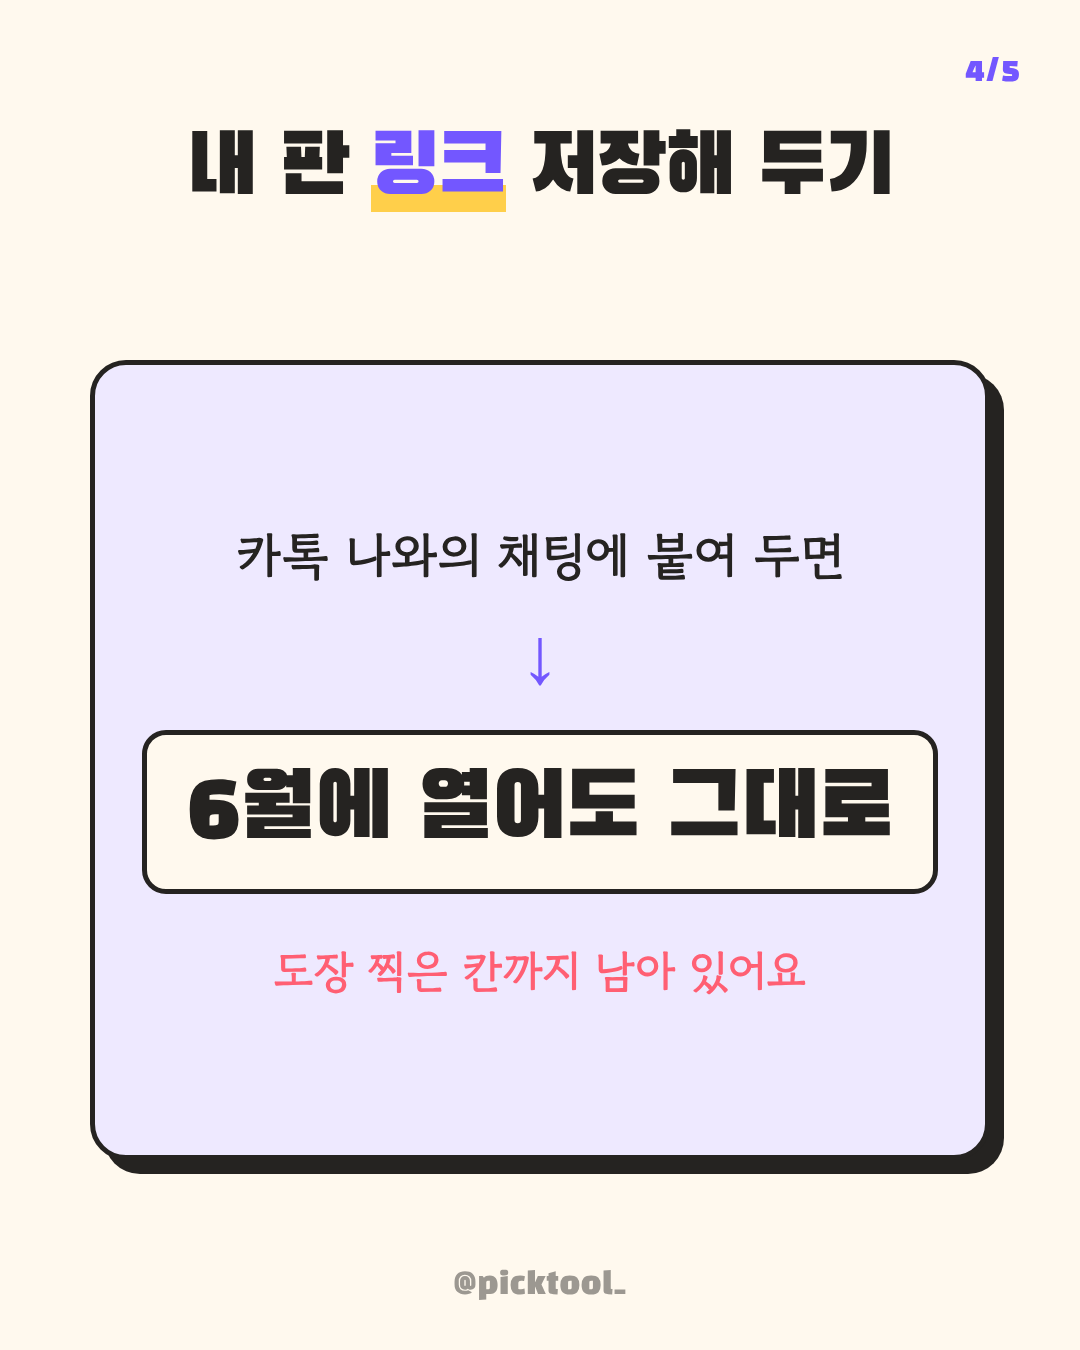 4/5
내 판 링크 저장해 두기
카톡 나와의 채팅에 붙여 두면
↓
6월에 열어도 그대로
도장 찍은 칸까지 남아 있어요
@picktool_